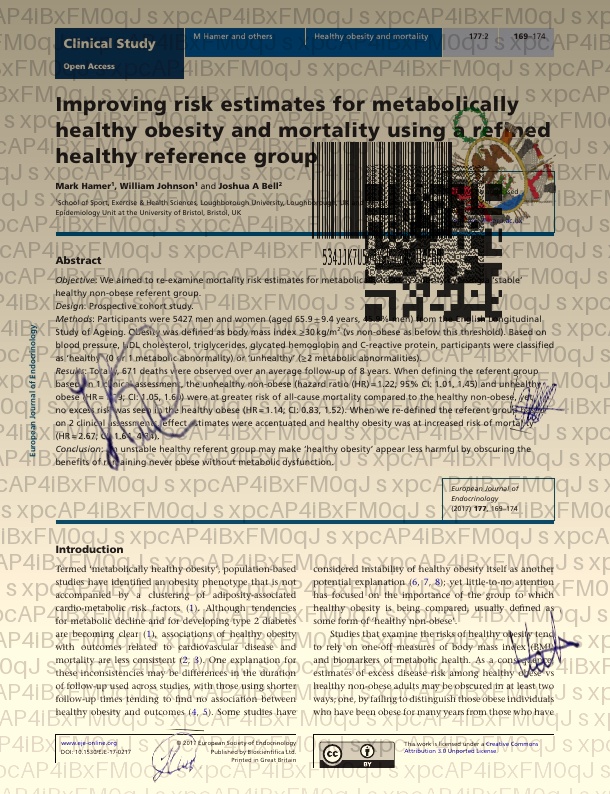 Clinical Study
M Hamer and others
Healthy obesity and mortality
177:2
169–174
Open Access
Improving risk estimates for metabolically
healthy obesity and mortality using a refined
healthy reference group
Mark Hamer¹, William Johnson¹ and Joshua A Bell²
¹School of Sport, Exercise & Health Sciences, Loughborough University, Loughborough, UK
Epidemiology Unit at the University of Bristol, Bristol, UK
Abstract
Objective: We aimed to re-examine mortality risk estimates for 'stable'
healthy non-obese referent group.
Design: Prospective cohort study.
Methods: Participants were 5427 men and women (aged 65.9 ± 9.4 years, men) from the English Longitudinal
Study of Ageing. Obesity was defined as body mass index ≥30 kg/m² (vs non-obese as below this threshold). Based on
blood pressure, HDL cholesterol, triglycerides, glycated hemoglobin and C-reactive protein, participants were classified
as 'healthy' (0 or 1 metabolic abnormality) or 'unhealthy' (≥2 metabolic abnormalities).
Results: Totally, 671 deaths were observed over an average follow-up of 8 years. When defining the referent group
based on 1 clinical assessment, the unhealthy non-obese (hazard ratio (HR) = 1.22; 95% CI: 1.01, 1.45) and unhealthy
obese (HR CI: 1.05, ) were at greater risk of all-cause mortality compared to the healthy non-obese, yet
no excess risk was seen in the healthy obese (HR = 1.14; CI: 0.83, 1.52). When we re-defined the referent group
on 2 clinical assessments, effect estimates were accentuated and healthy obesity was at increased risk of mortality
(HR = 2.67; CI:
Conclusion: unstable healthy referent group may make 'healthy obesity' appear less harmful by obscuring the
benefits of remaining never obese without metabolic dysfunction.
European Journal of
Endocrinology
(2017) 177, 169–174
European Journal of Endocrinology
Introduction
Termed 'metabolically healthy obesity', population-based
studies have identified an obesity phenotype that is not
accompanied by a clustering of adiposity-associated
cardio-metabolic risk factors (1). Although tendencies
for metabolic decline and for developing type 2 diabetes
are becoming clear (1), associations of healthy obesity
with outcomes related to cardiovascular disease and
mortality are less consistent (2, 3). One explanation for
these inconsistencies may be differences in the duration
of follow-up used across studies, with those using shorter
follow-up times tending to find no association between
healthy obesity and outcomes (4, 5). Some studies have
considered instability of healthy obesity itself as another
potential explanation (6, 7, 8); yet little-to-no attention
has focused on the importance of the group to which
healthy obesity is being compared, usually defined as
some form of 'healthy non-obese'.
Studies that examine the risks of healthy obesity tend
to rely on one-off measures of body mass index (BMI)
and biomarkers of metabolic health. As a consequence,
estimates of excess disease risk among healthy obese vs
healthy non-obese adults may be obscured in at least two
ways; one, by failing to distinguish those obese individuals
who have been obese for many years from those who have
www.eje-online.org
DOI: 10.1530/EJE-17-0217
© 2017 European Society of Endocrinology
Published by Bioscientifica Ltd.
Printed in Great Britain
cc
BY
This work is licensed under a Creative Commons
Attribution 3.0 Unported License.